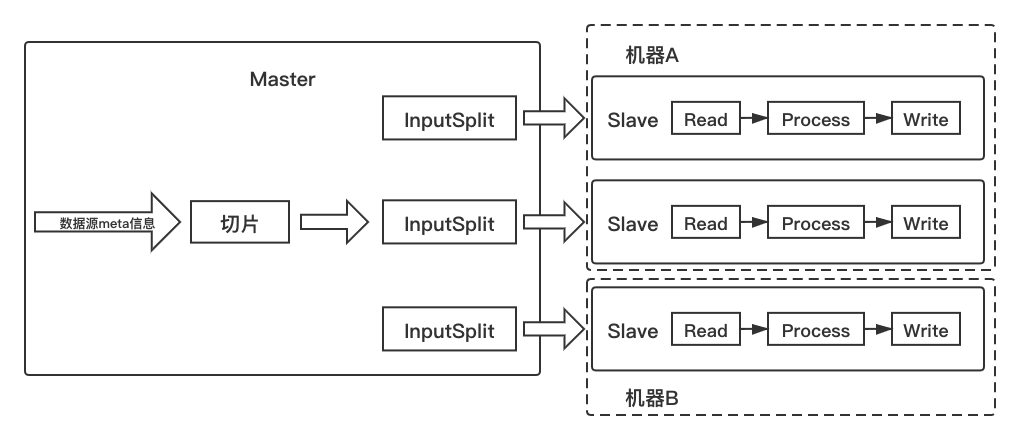 机器A
Master
InputSplit
Slave
Read
Process
Write
数据源meta信息
切片
InputSplit
Slave
Read
Process
Write
InputSplit
Slave
Read
Process
Write
机器B